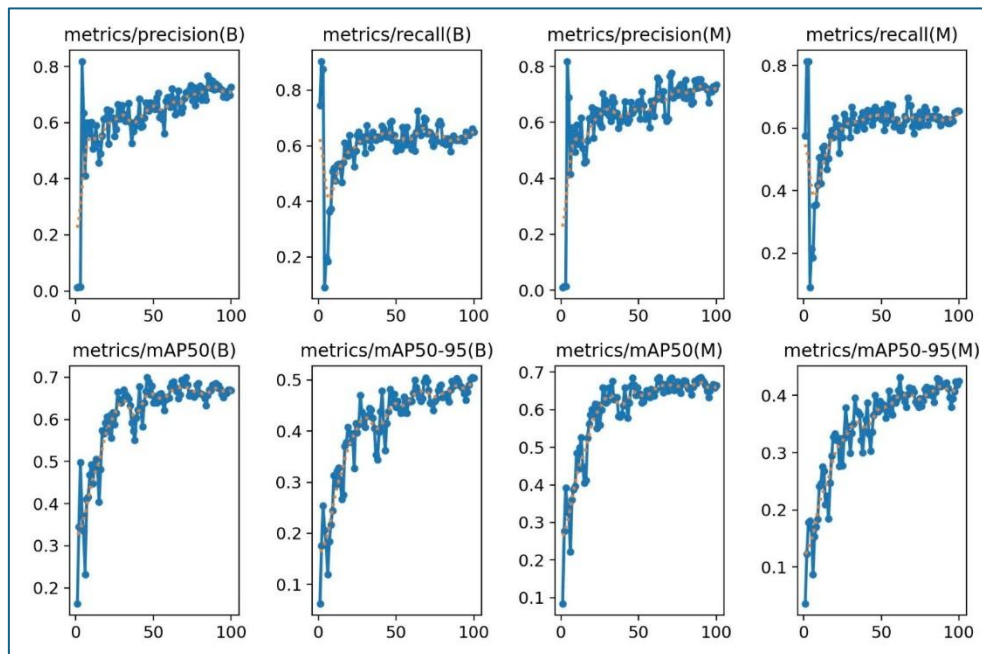 metrics/precision(B) metrics/recall(B) metrics/precision(M) metrics/recall(M)
0.8 0.8 0.8 0.8
0.6 0.6 0.6 0.6
0.4 0.4 0.4 0.4
0.2 0.2 0.2 0.2
0.0 0.0
0 50 100 0 50 100 0 50 100 0 50 100
metrics/mAP50(B) metrics/mAP50-95(B) metrics/mAP50(M) metrics/mAP50-95(M)
0.7 0.5 0.7 0.4
0.6 0.4 0.6 0.3
0.5 0.3 0.5 0.2
0.4 0.2 0.4 0.1
0.3 0.1 0.3
0.2 0.2
0.1
0 50 100 0 50 100 0 50 100 0 50 100